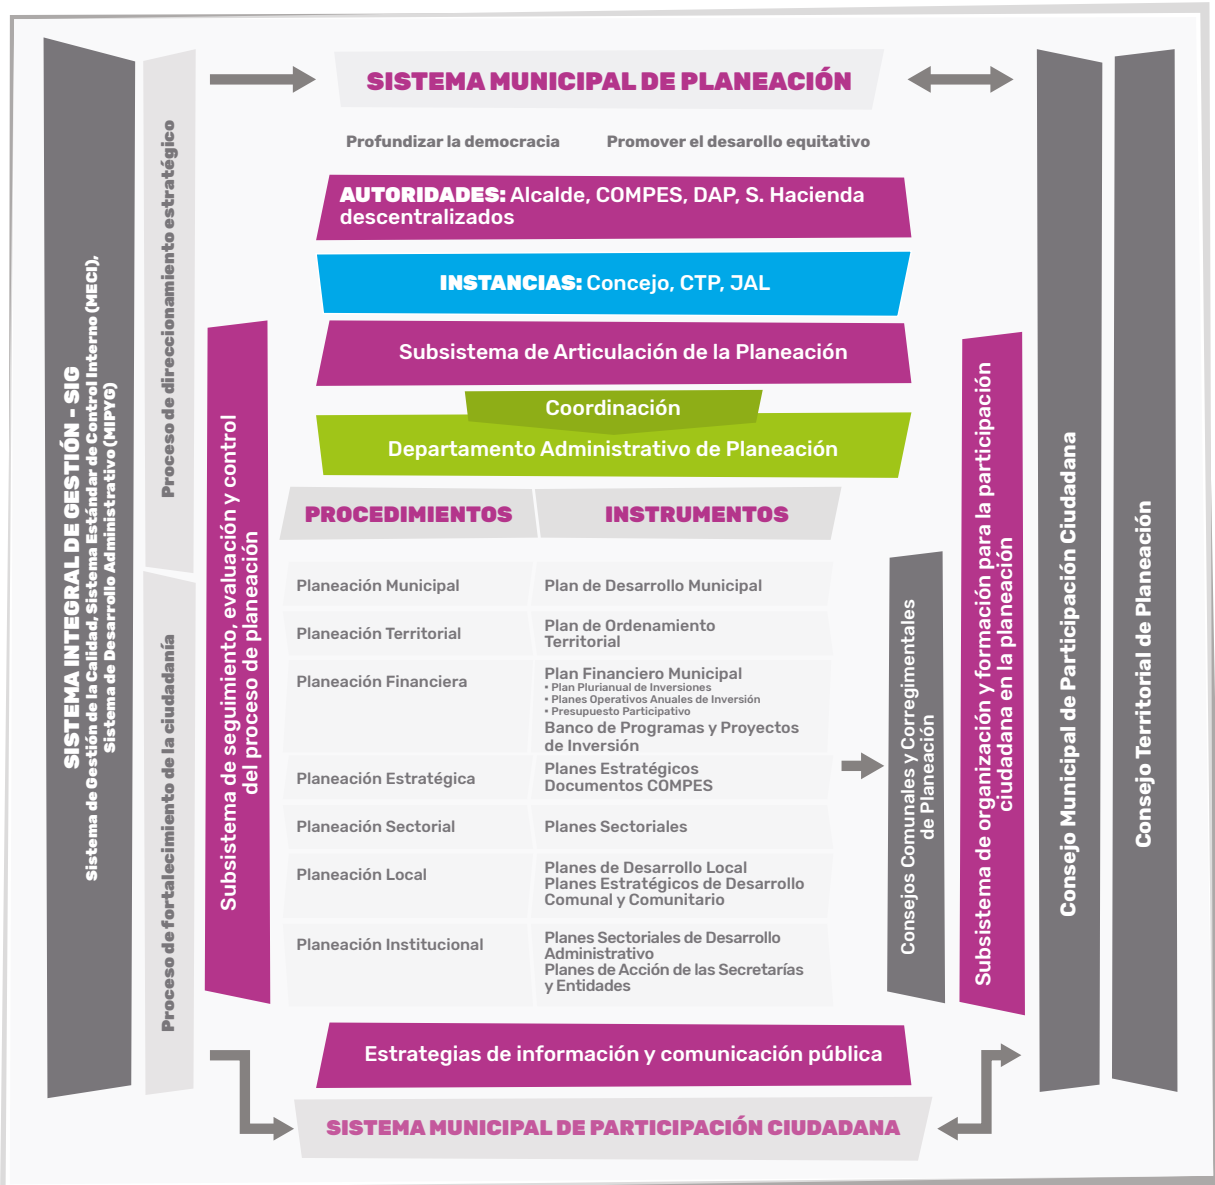 SISTEMA INTEGRAL DE GESTIÓN - SIG
Sistema de Gestión de la Calidad, Sistema Estándar de Control Interno (MECI),
Sistema de Desarrollo Administrativo (MIPYG)
Proceso de direccionamiento estratégico
Proceso de fortalecimiento de la ciudadanía
Subsistema de seguimiento, evaluación y control
del proceso de planeación
SISTEMA MUNICIPAL DE PLANEACIÓN
Profundizar la democracia
Promover el desarollo equitativo
AUTORIDADES: Alcalde, COMPES, DAP, S. Hacienda
descentralizados
INSTANCIAS: Concejo, CTP, JAL
Subsistema de Articulación de la Planeación
Coordinación
Departamento Administrativo de Planeación
PROCEDIMIENTOS
INSTRUMENTOS
Planeación Municipal
Plan de Desarrollo Municipal
Planeación Territorial
Plan de Ordenamiento
Territorial
Planeación Financiera
Plan Financiero Municipal
• Plan Plurianual de Inversiones
• Planes Operativos Anuales de Inversión
• Presupuesto Participativo
Banco de Programas y Proyectos
de Inversión
Planeación Estratégica
Planes Estratégicos
Documentos COMPES
Planeación Sectorial
Planes Sectoriales
Planeación Local
Planes de Desarrollo Local
Planes Estratégicos de Desarrollo
Comunal y Comunitario
Planeación Institucional
Planes Sectoriales de Desarrollo
Administrativo
Planes de Acción de las Secretarías
y Entidades
Estrategias de información y comunicación pública
SISTEMA MUNICIPAL DE PARTICIPACIÓN CIUDADANA
Consejos Comunales y Corregimentales
de Planeación
Subsistema de organización y formación para la participación
ciudadana en la planeación
Consejo Municipal de Participación Ciudadana
Consejo Territorial de Planeación